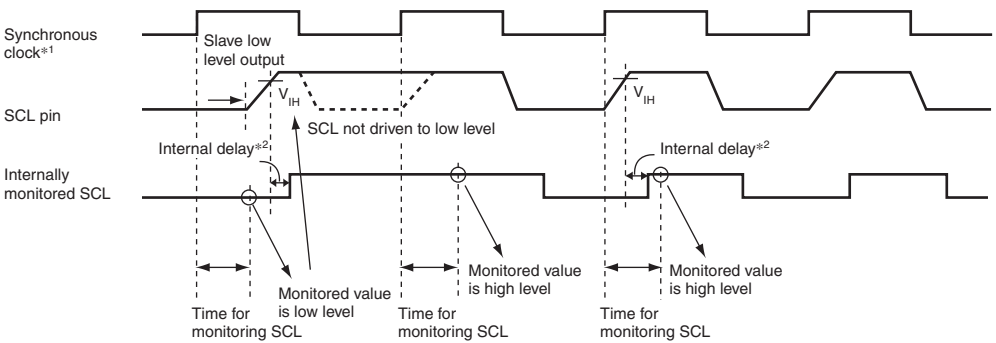 Synchronous
clock*1
Slave low
level output
VIH
VIH
SCL pin
SCL not driven to low level
Internal delay*2
Internal delay*2
Internally
monitored SCL
Monitored value
is low level
Monitored value
is high level
Monitored value
is high level
Time for
monitoring SCL
Time for
monitoring SCL
Time for
monitoring SCL